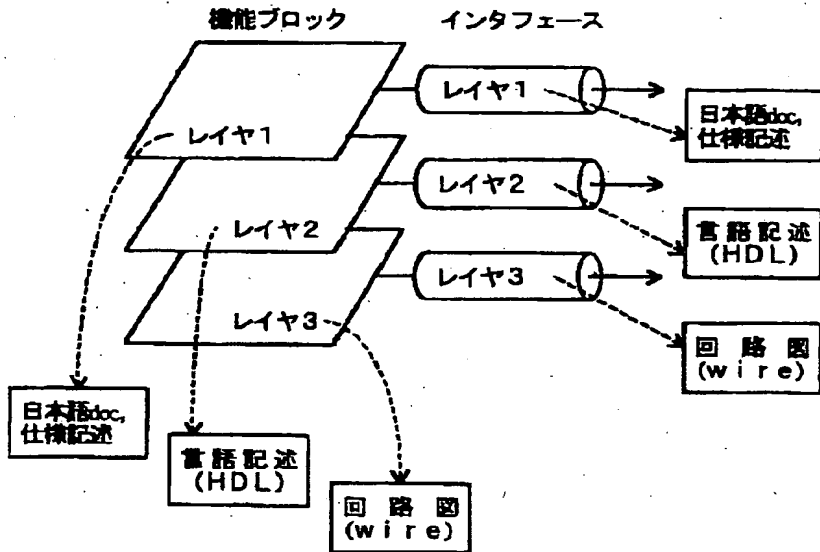 機能ブロック
インタフェース
レイヤ1
レイヤ1
日本語doc,
仕様記述
レイヤ2
レイヤ2
言語記述
(HDL)
レイヤ3
レイヤ3
回路図
(wire)
日本語doc,
仕様記述
言語記述
(HDL)
回路図
(wire)